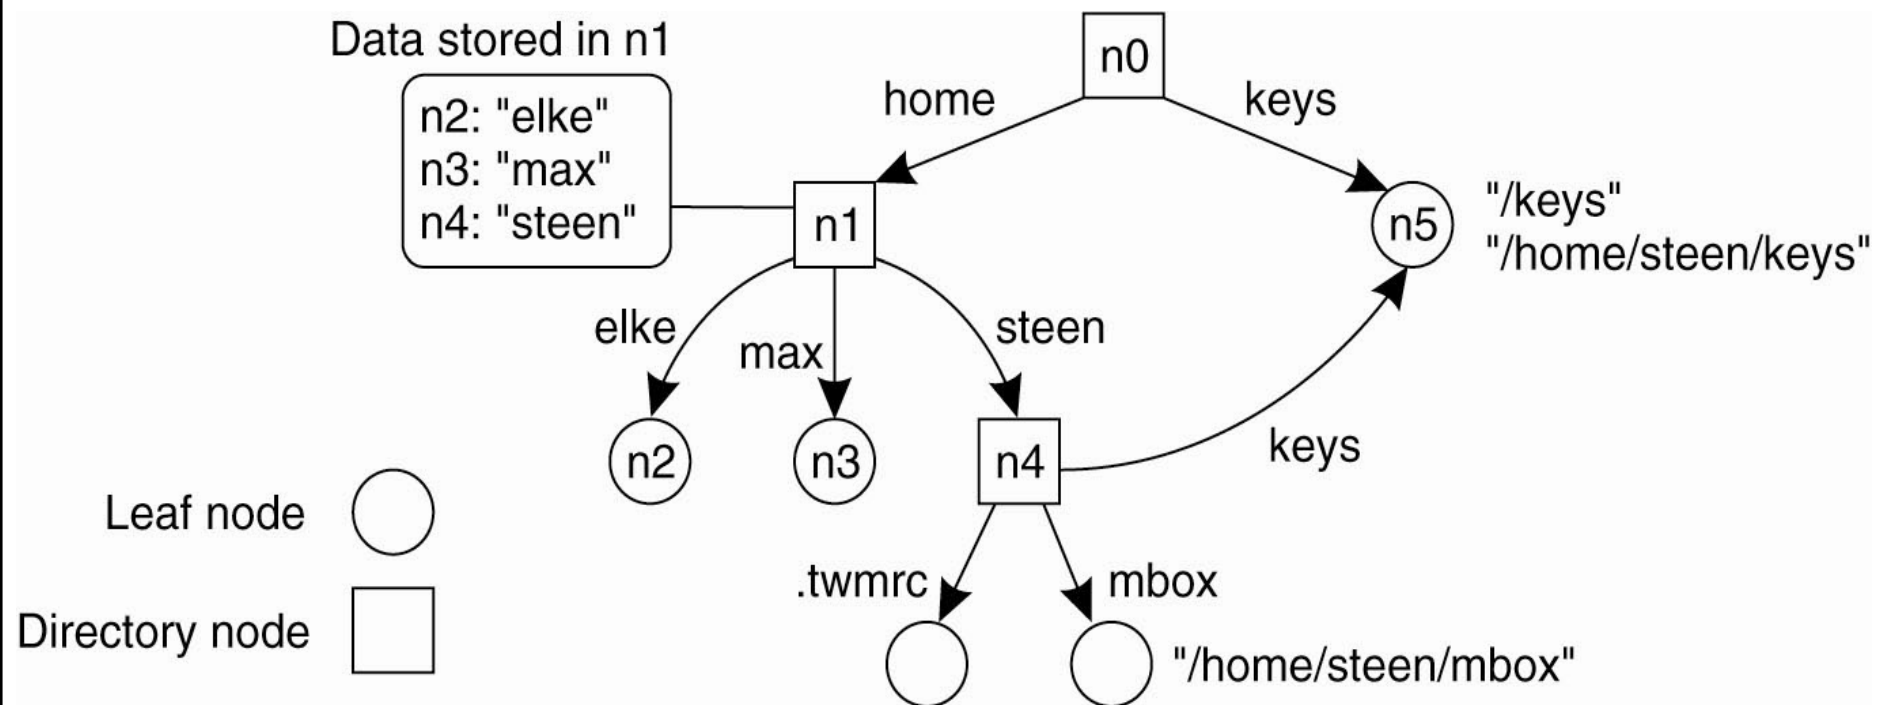 Data stored in n1
n2: "elke"
n3: "max"
n4: "steen"
n0
home
keys
n1
n5
"/keys"
"/home/steen/keys"
elke
max
steen
n2
n3
n4
keys
Leaf node
.twmrc
mbox
Directory node
"/home/steen/mbox"